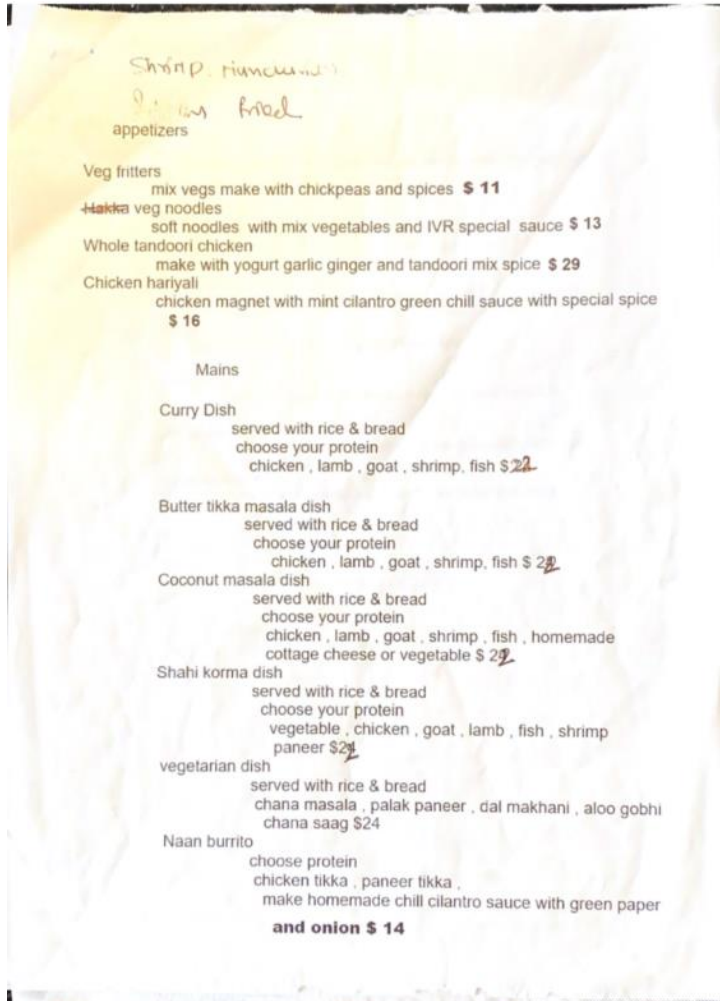 Shrimp
fried
appetizers
Veg fritters
mix vegs make with chickpeas and spices $ 11
Hakka veg noodles
soft noodles with mix vegetables and IVR special sauce $ 13
Whole tandoori chicken
make with yogurt garlic ginger and tandoori mix spice $ 29
Chicken hariyali
chicken magnet with mint cilantro green chill sauce with special spice
$ 16
Mains
Curry Dish
served with rice & bread
choose your protein
chicken , lamb , goat , shrimp, fish $ 22
Butter tikka masala dish
served with rice & bread
choose your protein
chicken , lamb , goat , shrimp, fish $ 22
Coconut masala dish
served with rice & bread
choose your protein
chicken , lamb , goat , shrimp , fish , homemade
cottage cheese or vegetable $ 22
Shahi korma dish
served with rice & bread
choose your protein
vegetable , chicken , goat , lamb , fish , shrimp
paneer $22
vegetarian dish
served with rice & bread
chana masala , palak paneer , dal makhani , aloo gobhi
chana saag $24
Naan burrito
choose protein
chicken tikka , paneer tikka ,
make homemade chill cilantro sauce with green paper
and onion $ 14